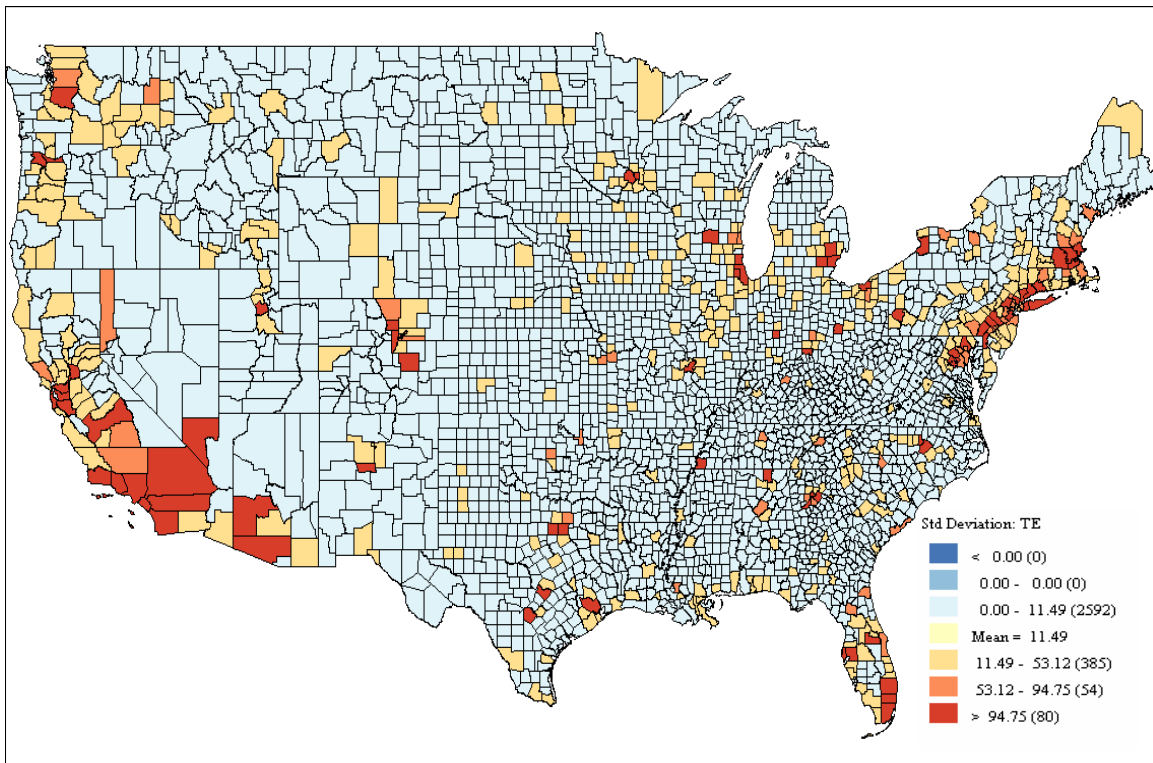 Std Deviation: TE
< 0.00 (0)
0.00 - 0.00 (0)
0.00 - 11.49 (2592)
Mean = 11.49
11.49 - 53.12 (385)
53.12 - 94.75 (54)
> 94.75 (80)